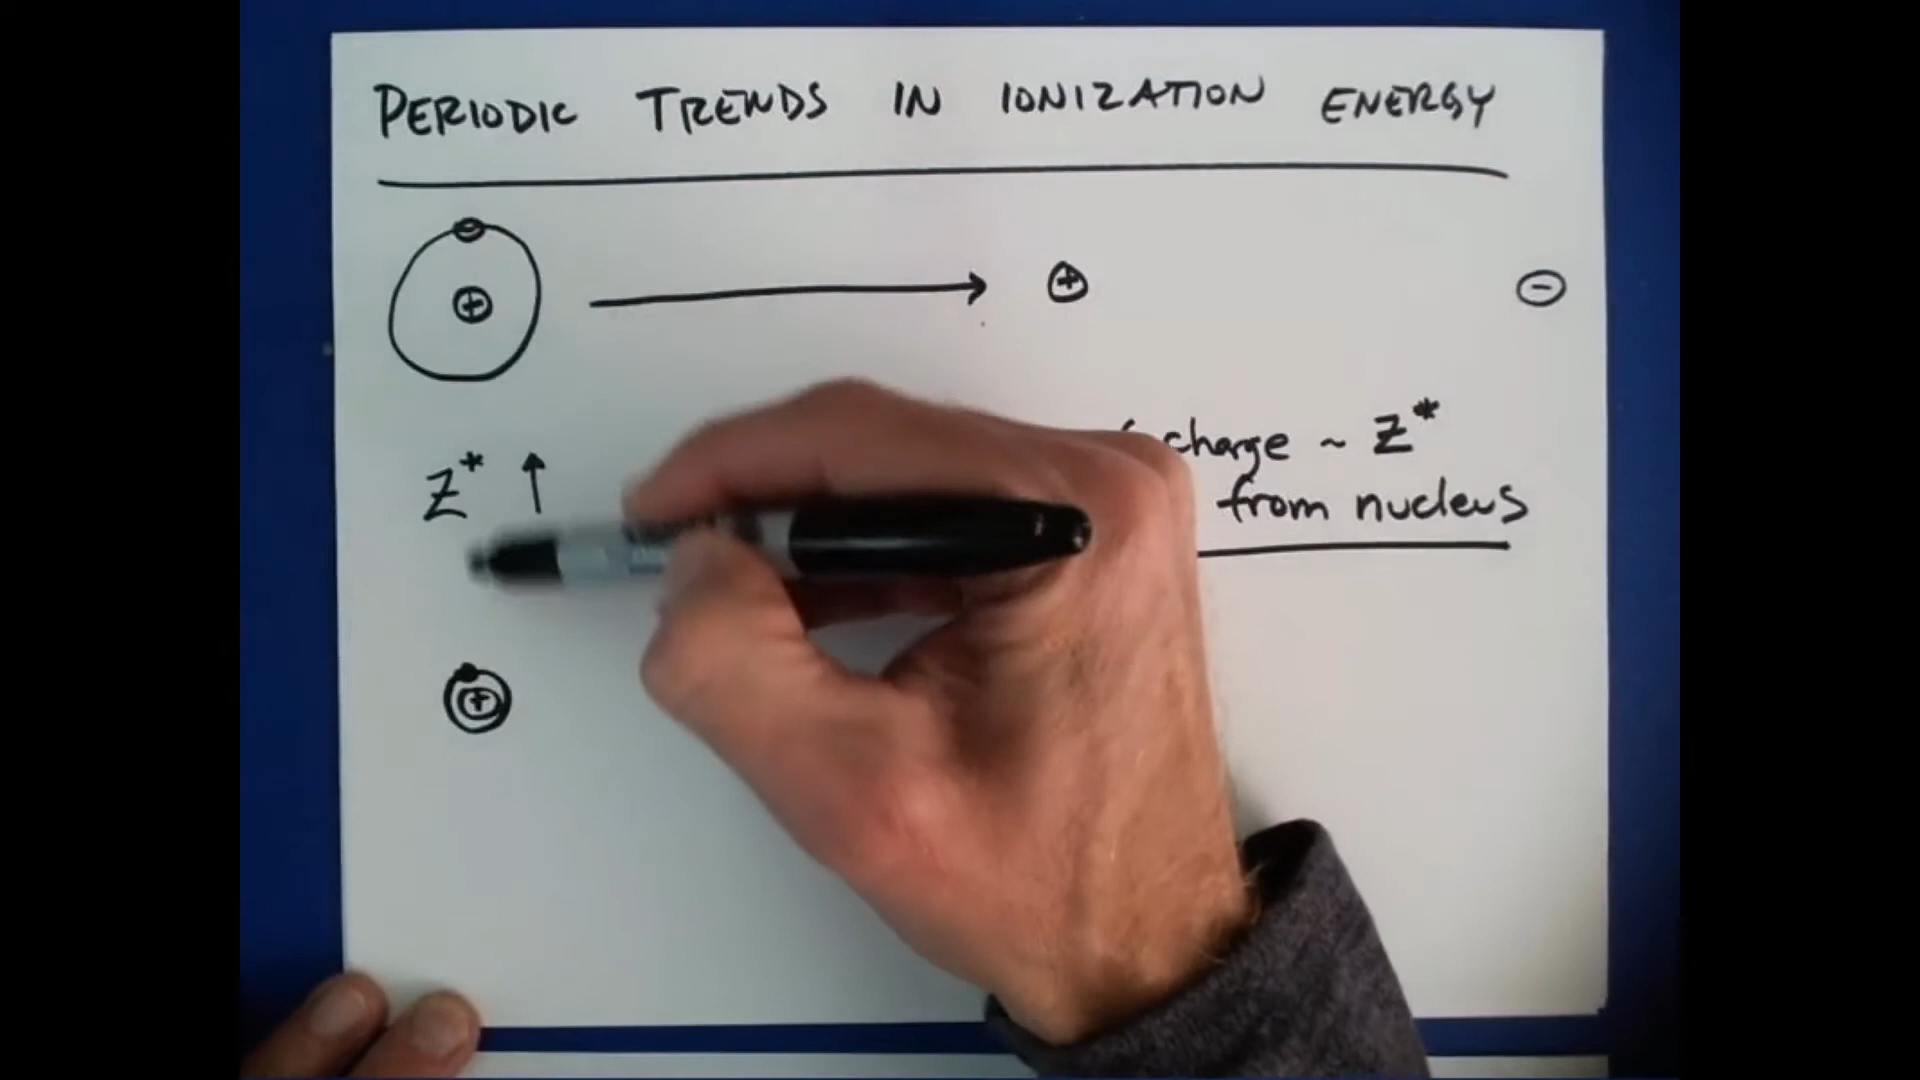 PERIODIC TRENDS IN IONIZATION ENERGY
+ −
+
charge ~ Z*
Z* ↑
from nucleus
+